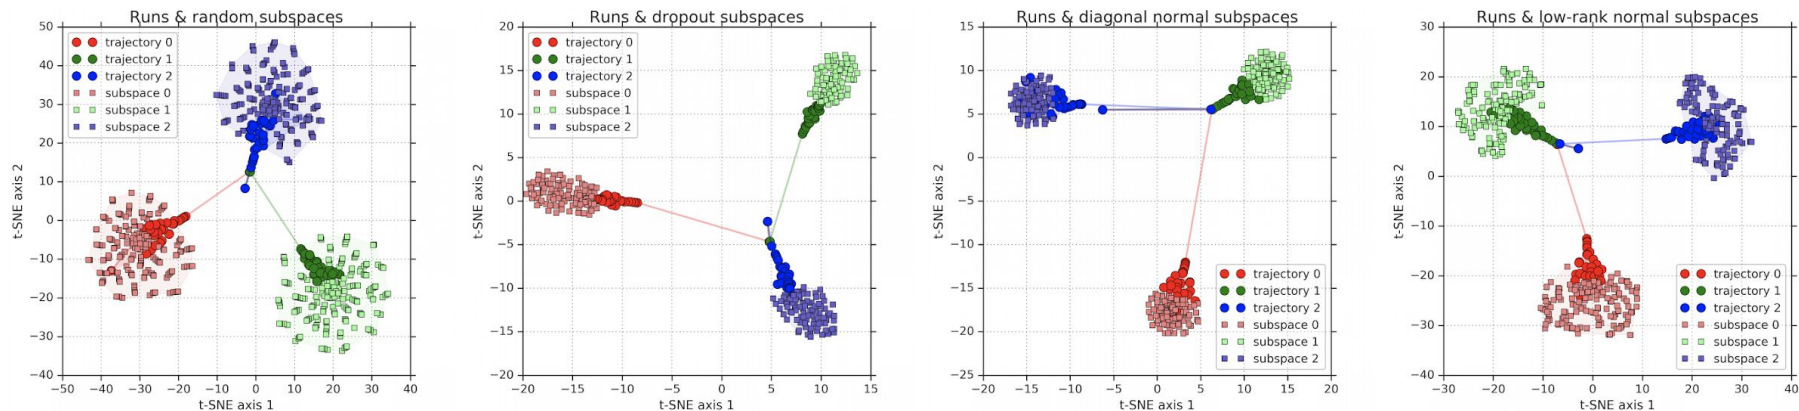 Runs & random subspaces
50
40
30
20
10
0
−10
−20
−30
−40
−50
−40
−30
−20
−10
0
10
20
30
40
t-SNE axis 1
t-SNE axis 2
trajectory 0
trajectory 1
trajectory 2
subspace 0
subspace 1
subspace 2
Runs & dropout subspaces
20
15
10
5
0
−5
−10
−15
−20
−20
−15
−10
−5
0
5
10
15
t-SNE axis 1
t-SNE axis 2
trajectory 0
trajectory 1
trajectory 2
subspace 0
subspace 1
subspace 2
Runs & diagonal normal subspaces
15
10
5
0
−5
−10
−15
−20
−25
−20
−15
−10
−5
0
5
10
15
20
t-SNE axis 1
t-SNE axis 2
trajectory 0
trajectory 1
trajectory 2
subspace 0
subspace 1
subspace 2
Runs & low-rank normal subspaces
30
20
10
0
−10
−20
−30
−40
−30
−20
−10
0
10
20
30
40
t-SNE axis 1
t-SNE axis 2
trajectory 0
trajectory 1
trajectory 2
subspace 0
subspace 1
subspace 2